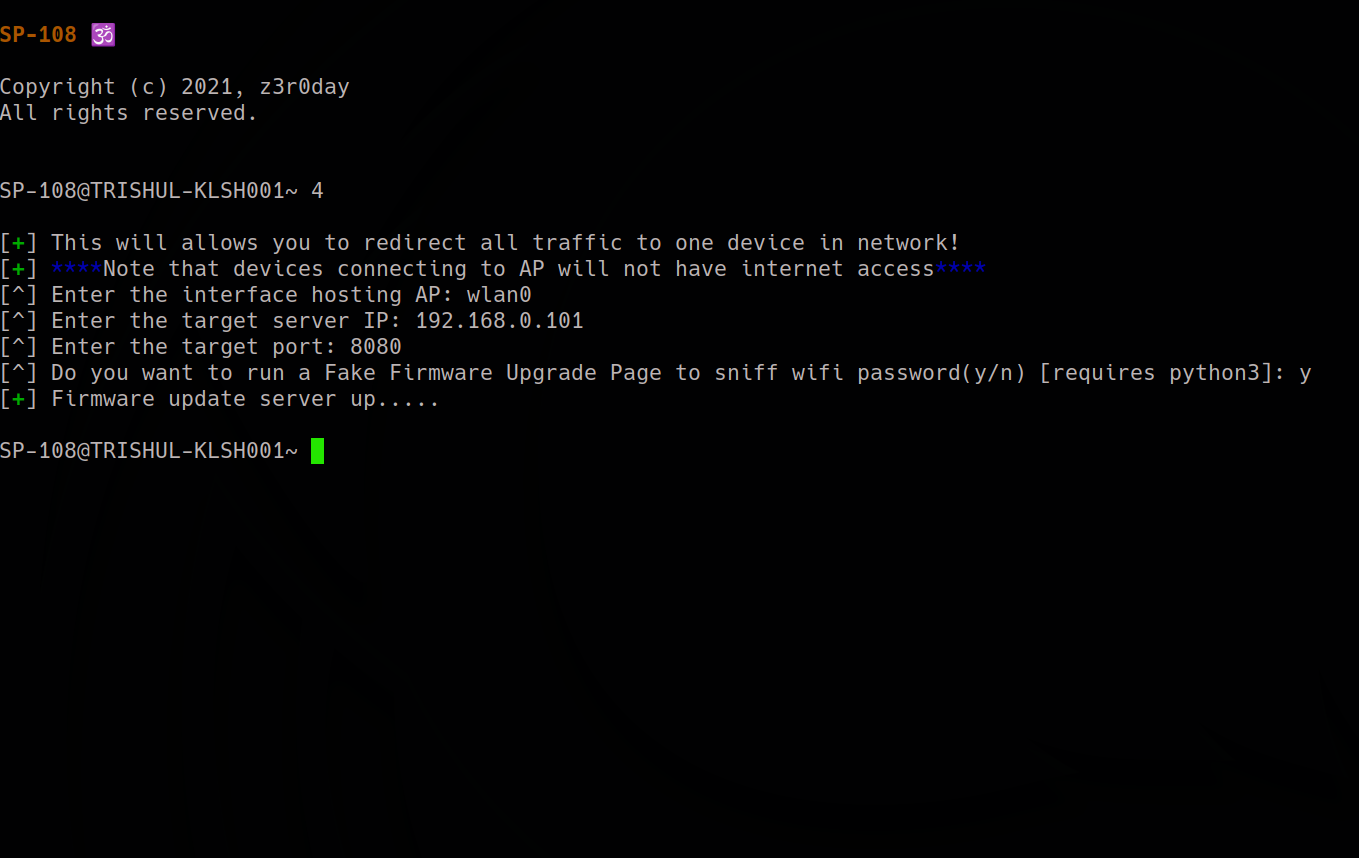 SP-108 🕉️
Copyright (c) 2021, z3r0day
All rights reserved.
SP-108@TRISHUL-KLSH001~ 4
[+] This will allows you to redirect all traffic to one device in network!
[+] ****Note that devices connecting to AP will not have internet access****
[^] Enter the interface hosting AP: wlan0
[^] Enter the target server IP: 192.168.0.101
[^] Enter the target port: 8080
[^] Do you want to run a Fake Firmware Upgrade Page to sniff wifi password(y/n) [requires python3]: y
[+] Firmware update server up.....
SP-108@TRISHUL-KLSH001~